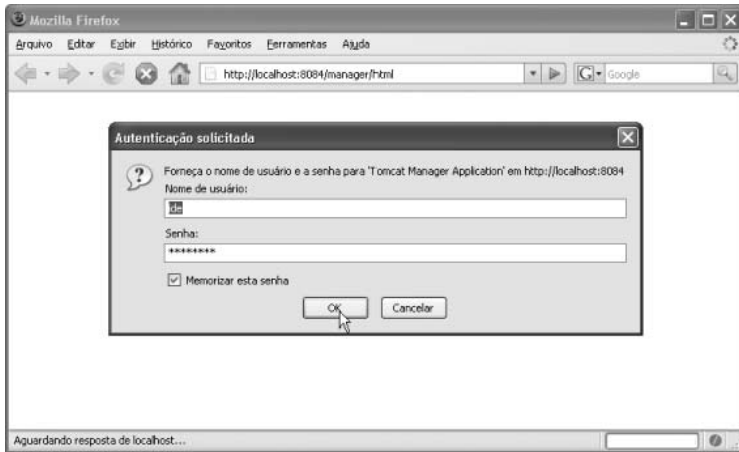 Mozilla Firefox
Arquivo Editar Exibir Histórico Favoritos Ferramentas Ajuda
http://localhost:8084/manager/html
G Google
Autenticação solicitada
Forneça o nome de usuário e a senha para 'Tomcat Manager Application' em http://localhost:8084
Nome de usuário:
ide
Senha:
********
Memorizar esta senha
OK Cancelar
Aguardando resposta de localhost...